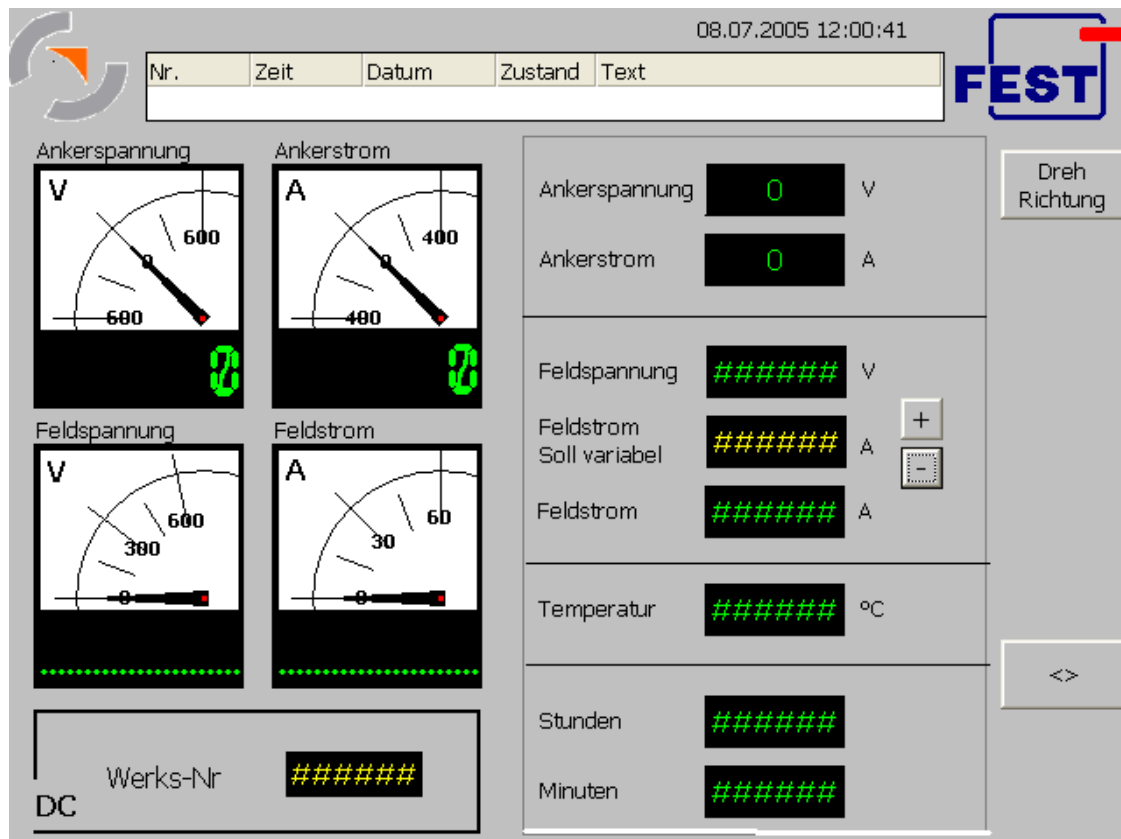 08.07.2005 12:00:41
Nr. Zeit Datum Zustand Text
FEST
Ankerspannung Ankerstrom
V A
600 400
0 0
600 400
0 0
Feldspannung Feldstrom
V A
600 60
300 30
0 0
Werks-Nr ######
DC
Ankerspannung 0 V
Ankerstrom 0 A
Feldspannung ###### V
Feldstrom
Soll variabel ###### A
+
-
Feldstrom ###### A
Temperatur ###### °C
Stunden ######
Minuten ######
Dreh
Richtung
<>